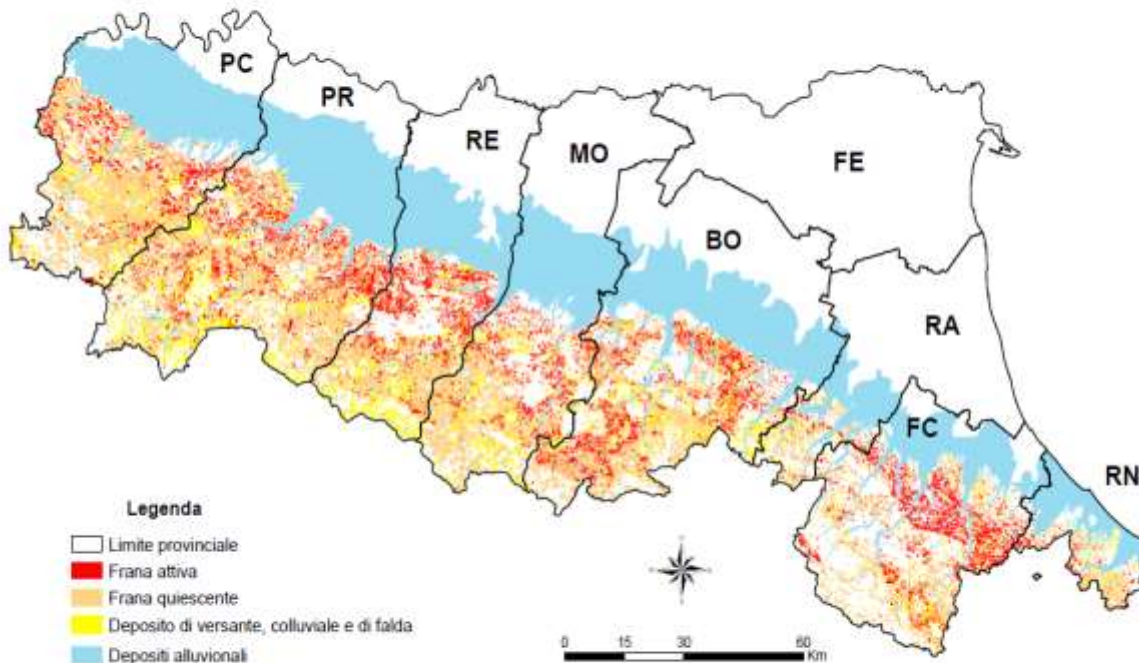 PC
PR
RE
MO
FE
BO
RA
FC
RN
Legenda
Limite provinciale
Frana attiva
Frana quiescente
Deposito di versante, colluviale e di falda
Depositi alluvionali
0 15 30 60
Km